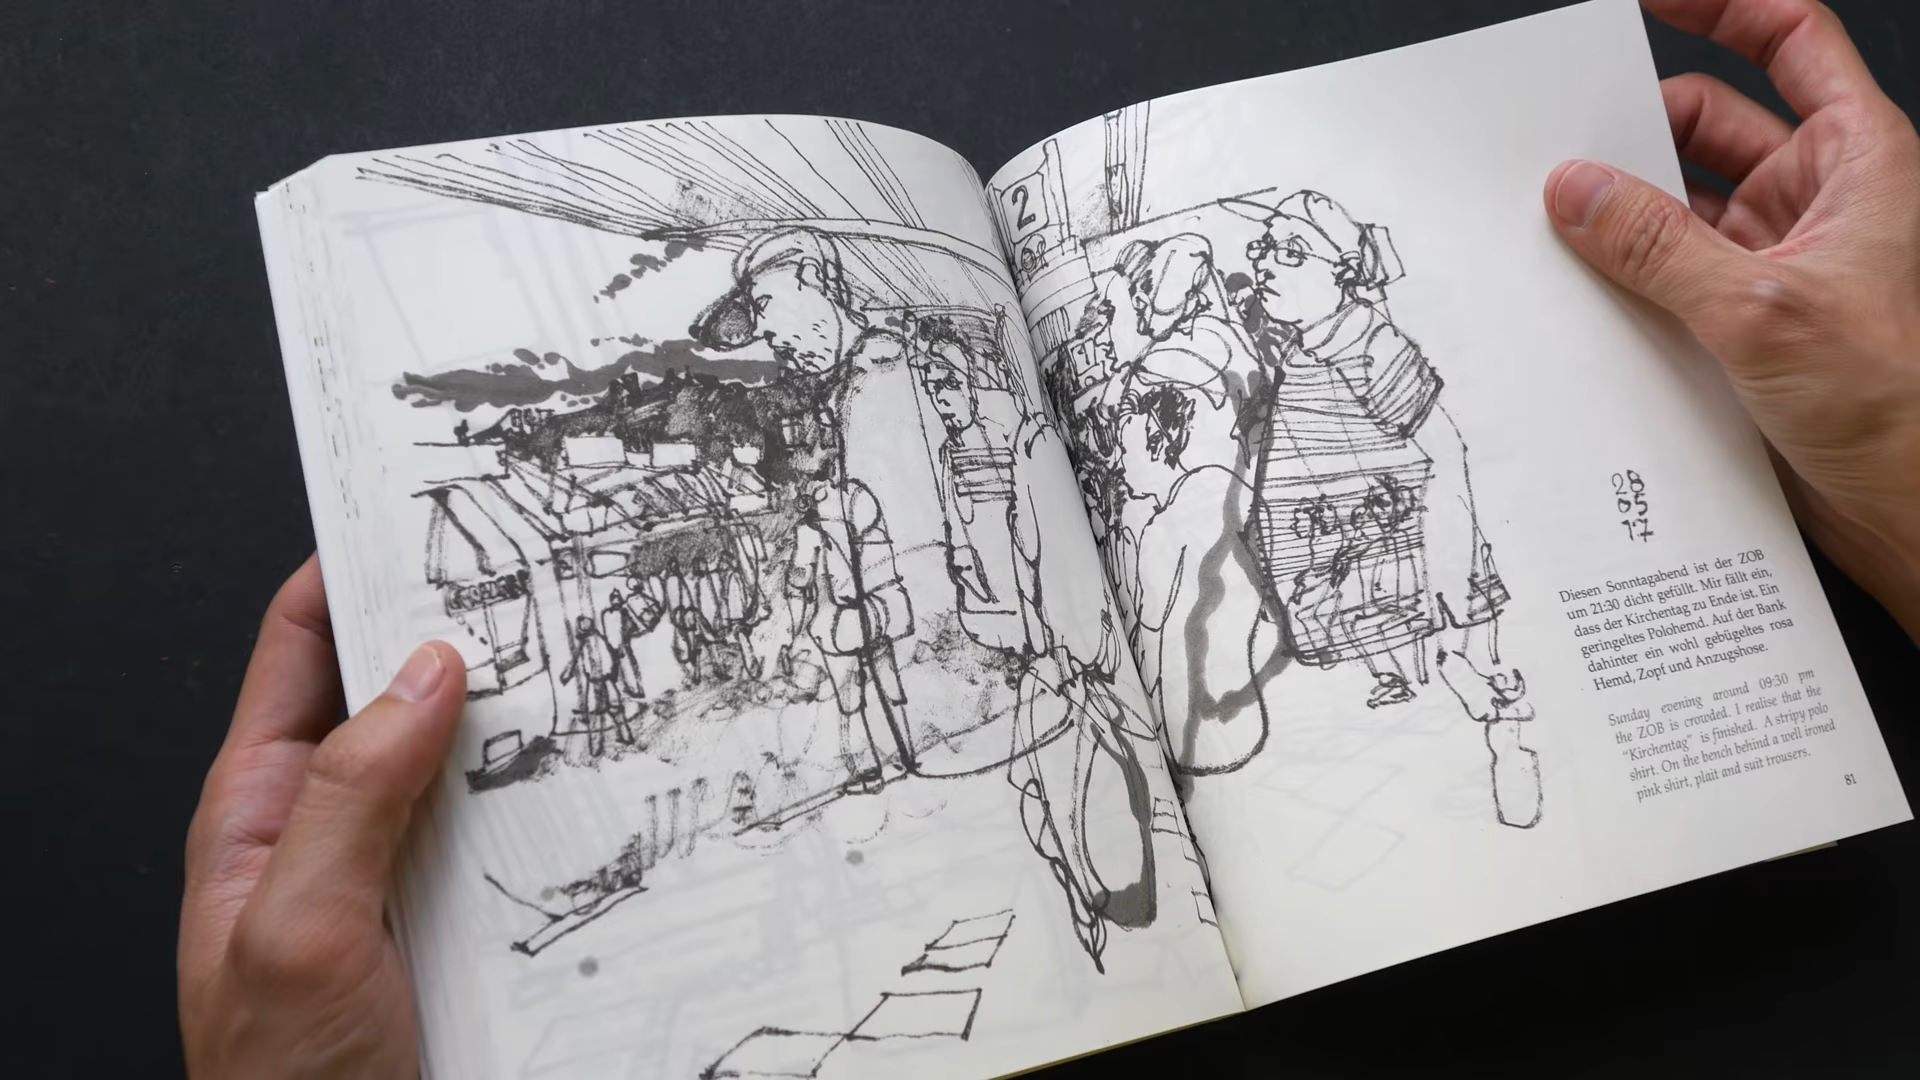 2
28
05
17
Diesen Sonntagabend ist der ZOB
um 21:30 dicht gefüllt. Mir fällt ein,
dass der Kirchentag zu Ende ist. Ein
geringeltes Polohemd. Auf der Bank
dahinter ein wohl gebügeltes rosa
Hemd, Zopf und Anzugshose.
Sunday evening around 09:30 pm
the ZOB is crowded. I realise that the
“Kirchentag” is finished. A stripy polo
shirt. On the bench behind a well ironed
pink shirt, plait and suit trousers.
81